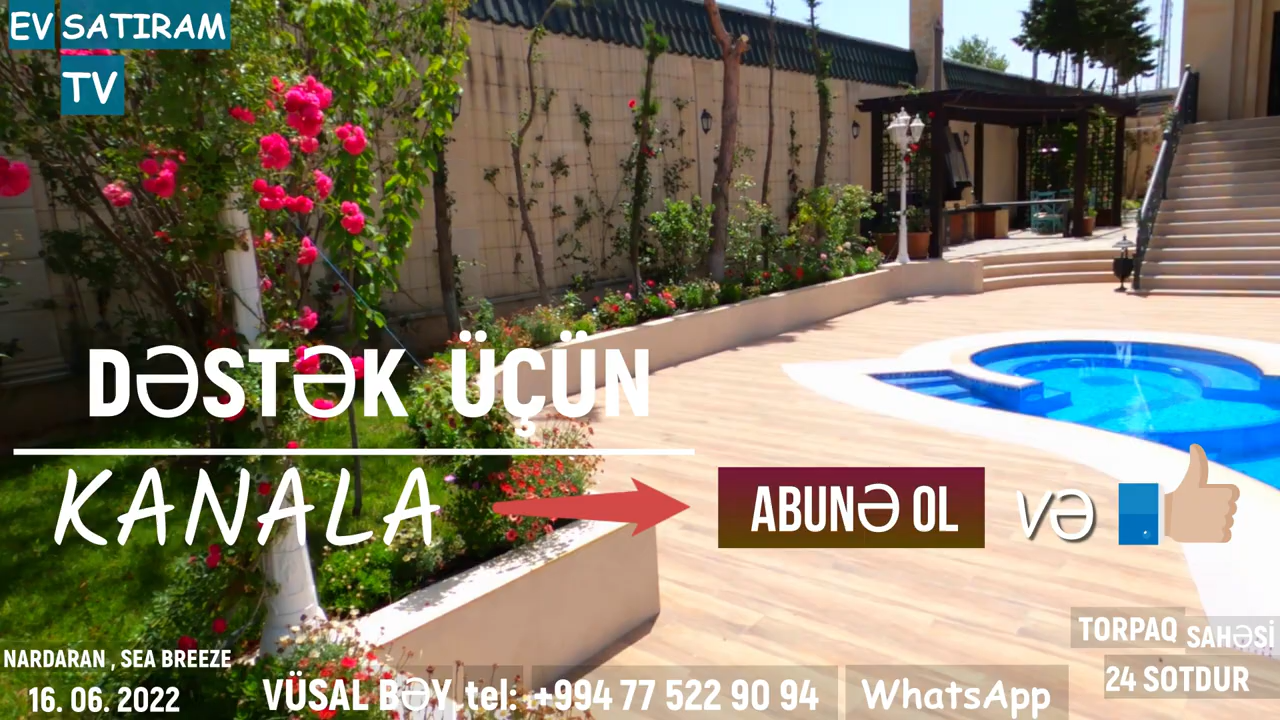 EV SATIRAM
TV
DƏSTƏK ÜÇÜN
KANALA
ABUNƏ OL VƏ
TORPAQ SAHƏSİ
24 SOTDUR
NARDARAN , SEA BREEZE
16. 06. 2022
VÜSAL BƏY tel: +994 77 522 90 94 WhatsApp